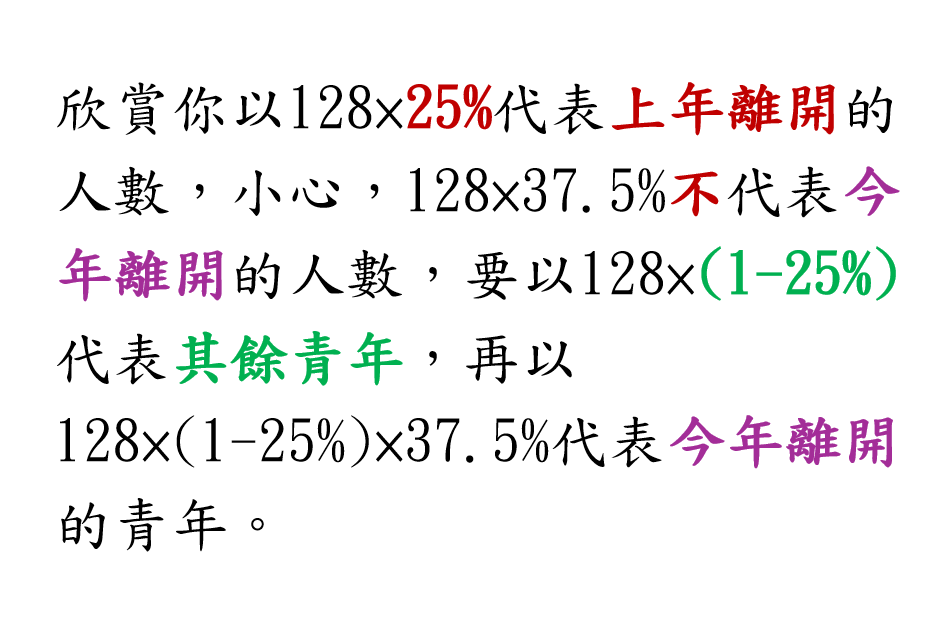 欣賞你以128×25%代表上年離開的
人數，小心，128×37.5%不代表今
年離開的人數，要以128×(1-25%)
代表其餘青年，再以
128×(1-25%)×37.5%代表今年離開
的青年。